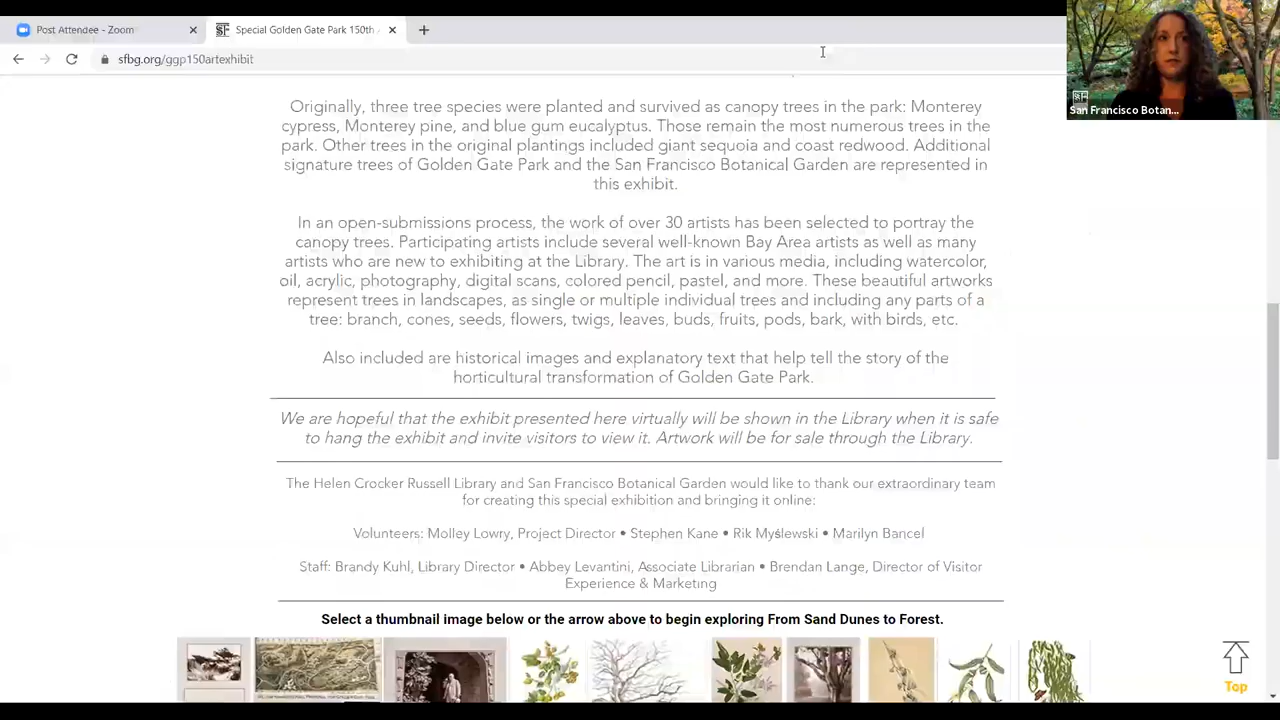 Post Attendee - Zoom
Special Golden Gate Park 150th
sfbg.org/ggp150artexhibit
San Francisco Botan...
Originally, three tree species were planted and survived as canopy trees in the park: Monterey
cypress, Monterey pine, and blue gum eucalyptus. Those remain the most numerous trees in the
park. Other trees in the original plantings included giant sequoia and coast redwood. Additional
signature trees of Golden Gate Park and the San Francisco Botanical Garden are represented in
this exhibit.
In an open-submissions process, the work of over 30 artists has been selected to portray the
canopy trees. Participating artists include several well-known Bay Area artists as well as many
artists who are new to exhibiting at the Library. The art is in various media, including watercolor,
oil, acrylic, photography, digital scans, colored pencil, pastel, and more. These beautiful artworks
represent trees in landscapes, as single or multiple individual trees and including any parts of a
tree: branch, cones, seeds, flowers, twigs, leaves, buds, fruits, pods, bark, with birds, etc.
Also included are historical images and explanatory text that help tell the story of the
horticultural transformation of Golden Gate Park.
We are hopeful that the exhibit presented here virtually will be shown in the Library when it is safe
to hang the exhibit and invite visitors to view it. Artwork will be for sale through the Library.
The Helen Crocker Russell Library and San Francisco Botanical Garden would like to thank our extraordinary team
for creating this special exhibition and bringing it online:
Volunteers: Molley Lowry, Project Director • Stephen Kane • Rik Myslewski • Marilyn Bancel
Staff: Brandy Kuhl, Library Director • Abbey Levantini, Associate Librarian • Brendan Lange, Director of Visitor
Experience & Marketing
Select a thumbnail image below or the arrow above to begin exploring From Sand Dunes to Forest.
Top